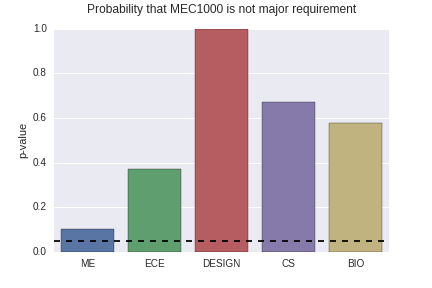 Probability that MEC1000 is not major requirement
1.0
0.8
0.6
0.4
0.2
0.0
p-value
ME ECE DESIGN CS BIO